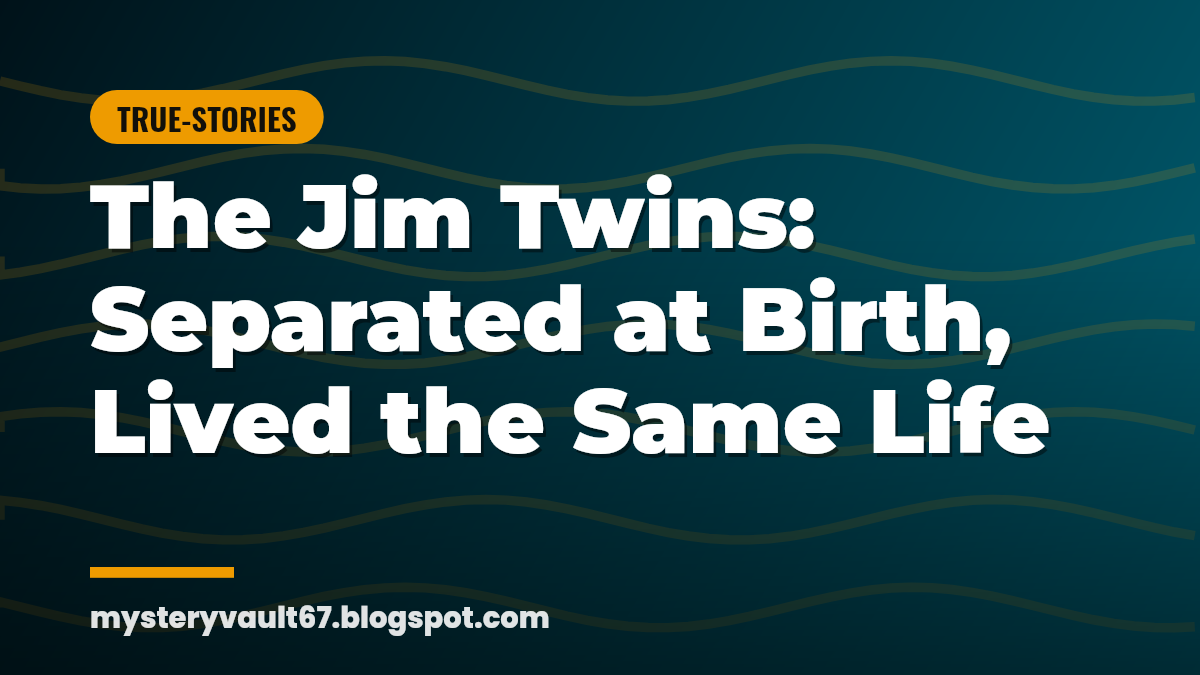 TRUE-STORIES
The Jim Twins:
Separated at Birth,
Lived the Same Life
mysteryvault67.blogspot.com